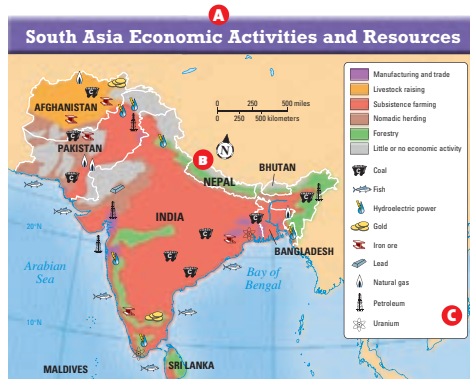 A
South Asia Economic Activities and Resources
AFGHANISTAN
PAKISTAN
0 250 500 miles
0 250 500 kilometers
N
B
NEPAL
BHUTAN
INDIA
BANGLADESH
20°N
Arabian
Sea
Bay of
Bengal
10°N
MALDIVES
SRI LANKA
Manufacturing and trade
Livestock raising
Subsistence farming
Nomadic herding
Forestry
Little or no economic activity
Coal
Fish
Hydroelectric power
Gold
Iron ore
Lead
Natural gas
Petroleum
Uranium
C